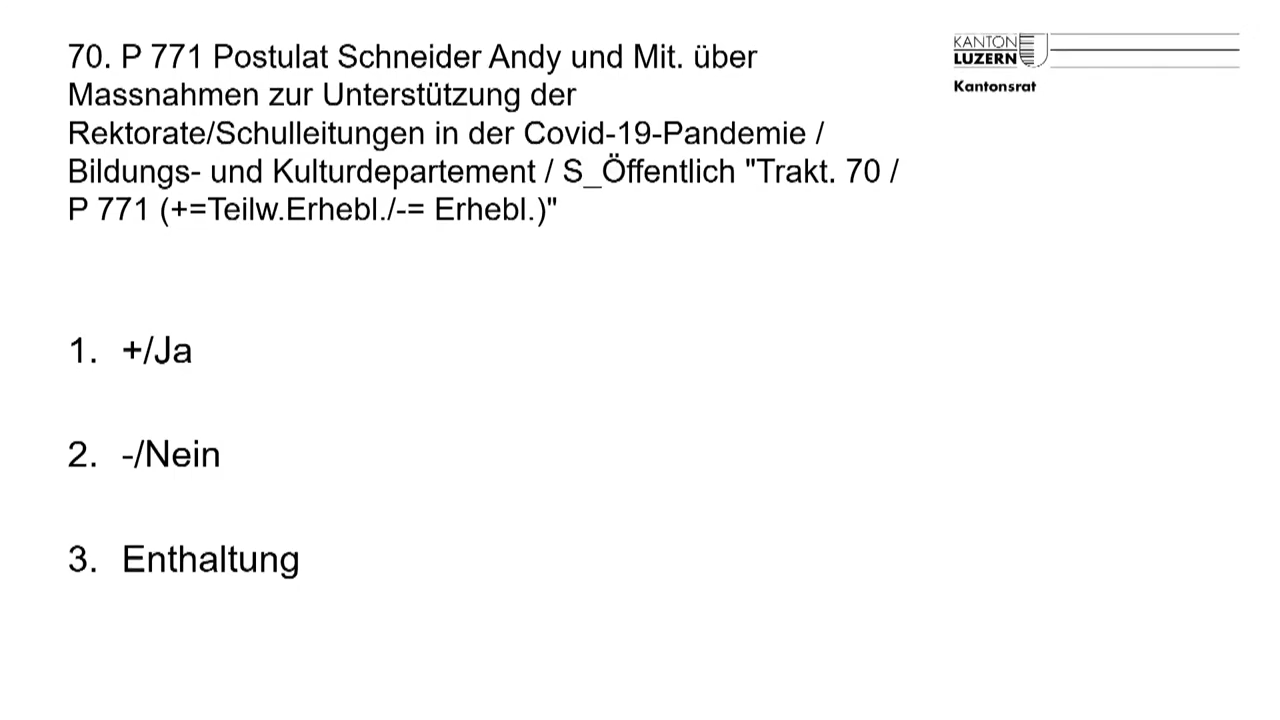 70. P 771 Postulat Schneider Andy und Mit. über
Massnahmen zur Unterstützung der
Rektorate/Schulleitungen in der Covid-19-Pandemie /
Bildungs- und Kulturdepartement / S_Öffentlich "Trakt. 70 /
P 771 (+=Teilw.Erhebl./-= Erhebl.)"
KANTON
LUZERN
Kantonsrat
1. +/Ja
2. -/Nein
3. Enthaltung